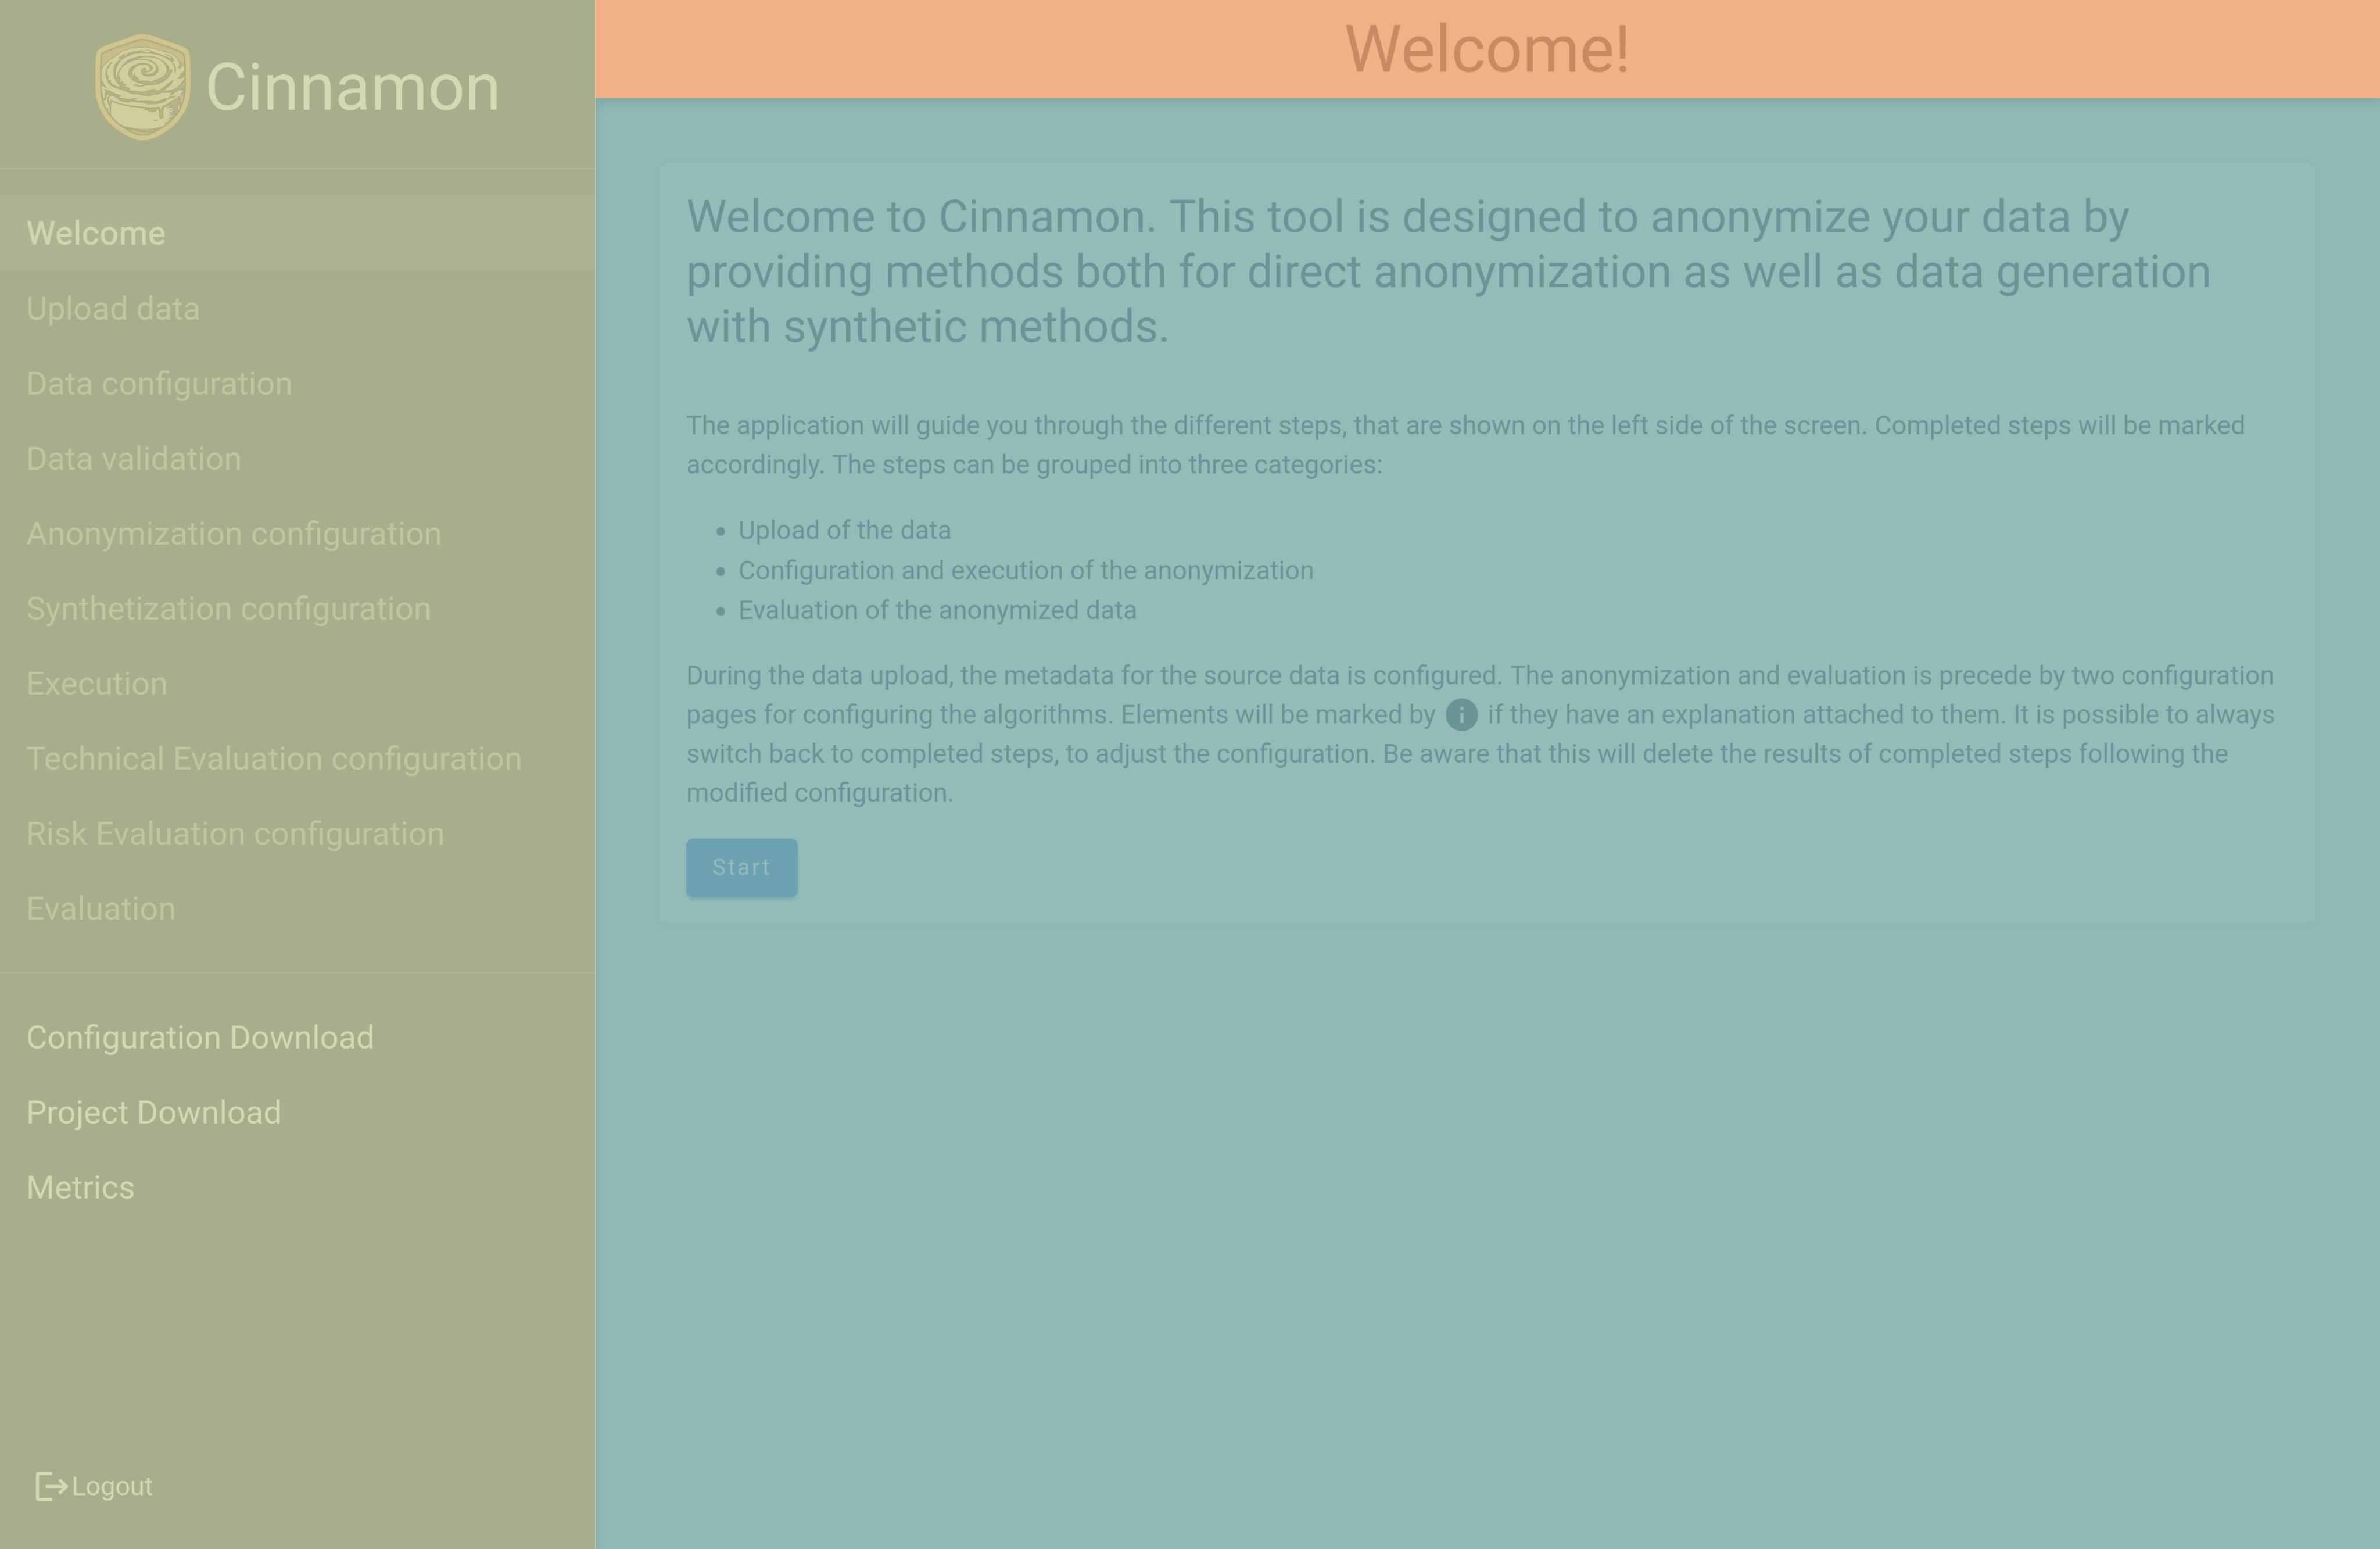 Cinnamon
Welcome
Upload data
Data configuration
Data validation
Anonymization configuration
Synthetization configuration
Execution
Technical Evaluation configuration
Risk Evaluation configuration
Evaluation
Configuration Download
Project Download
Metrics
Logout
Welcome!
Welcome to Cinnamon. This tool is designed to anonymize your data by
providing methods both for direct anonymization as well as data generation
with synthetic methods.
The application will guide you through the different steps, that are shown on the left side of the screen. Completed steps will be marked
accordingly. The steps can be grouped into three categories:
• Upload of the data
• Configuration and execution of the anonymization
• Evaluation of the anonymized data
During the data upload, the metadata for the source data is configured. The anonymization and evaluation is precede by two configuration
pages for configuring the algorithms. Elements will be marked by if they have an explanation attached to them. It is possible to always
switch back to completed steps, to adjust the configuration. Be aware that this will delete the results of completed steps following the
modified configuration.
Start